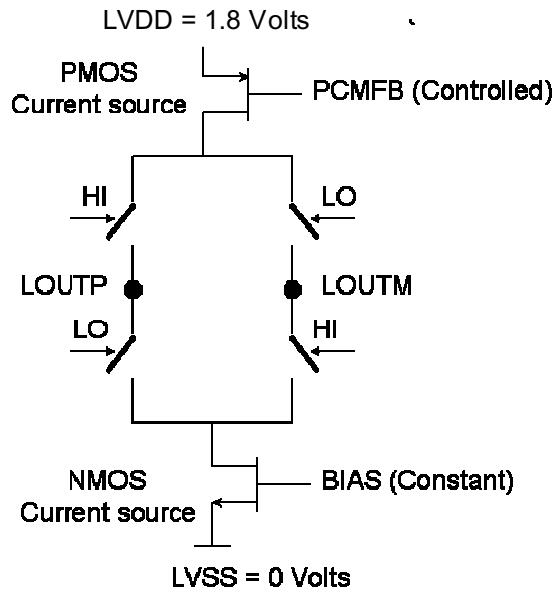 LVDD = 1.8 Volts
PMOS
Current source
PCMFB (Controlled)
HI
LO
LOUTP
LOUTM
LO
HI
NMOS
Current source
BIAS (Constant)
LVSS = 0 Volts